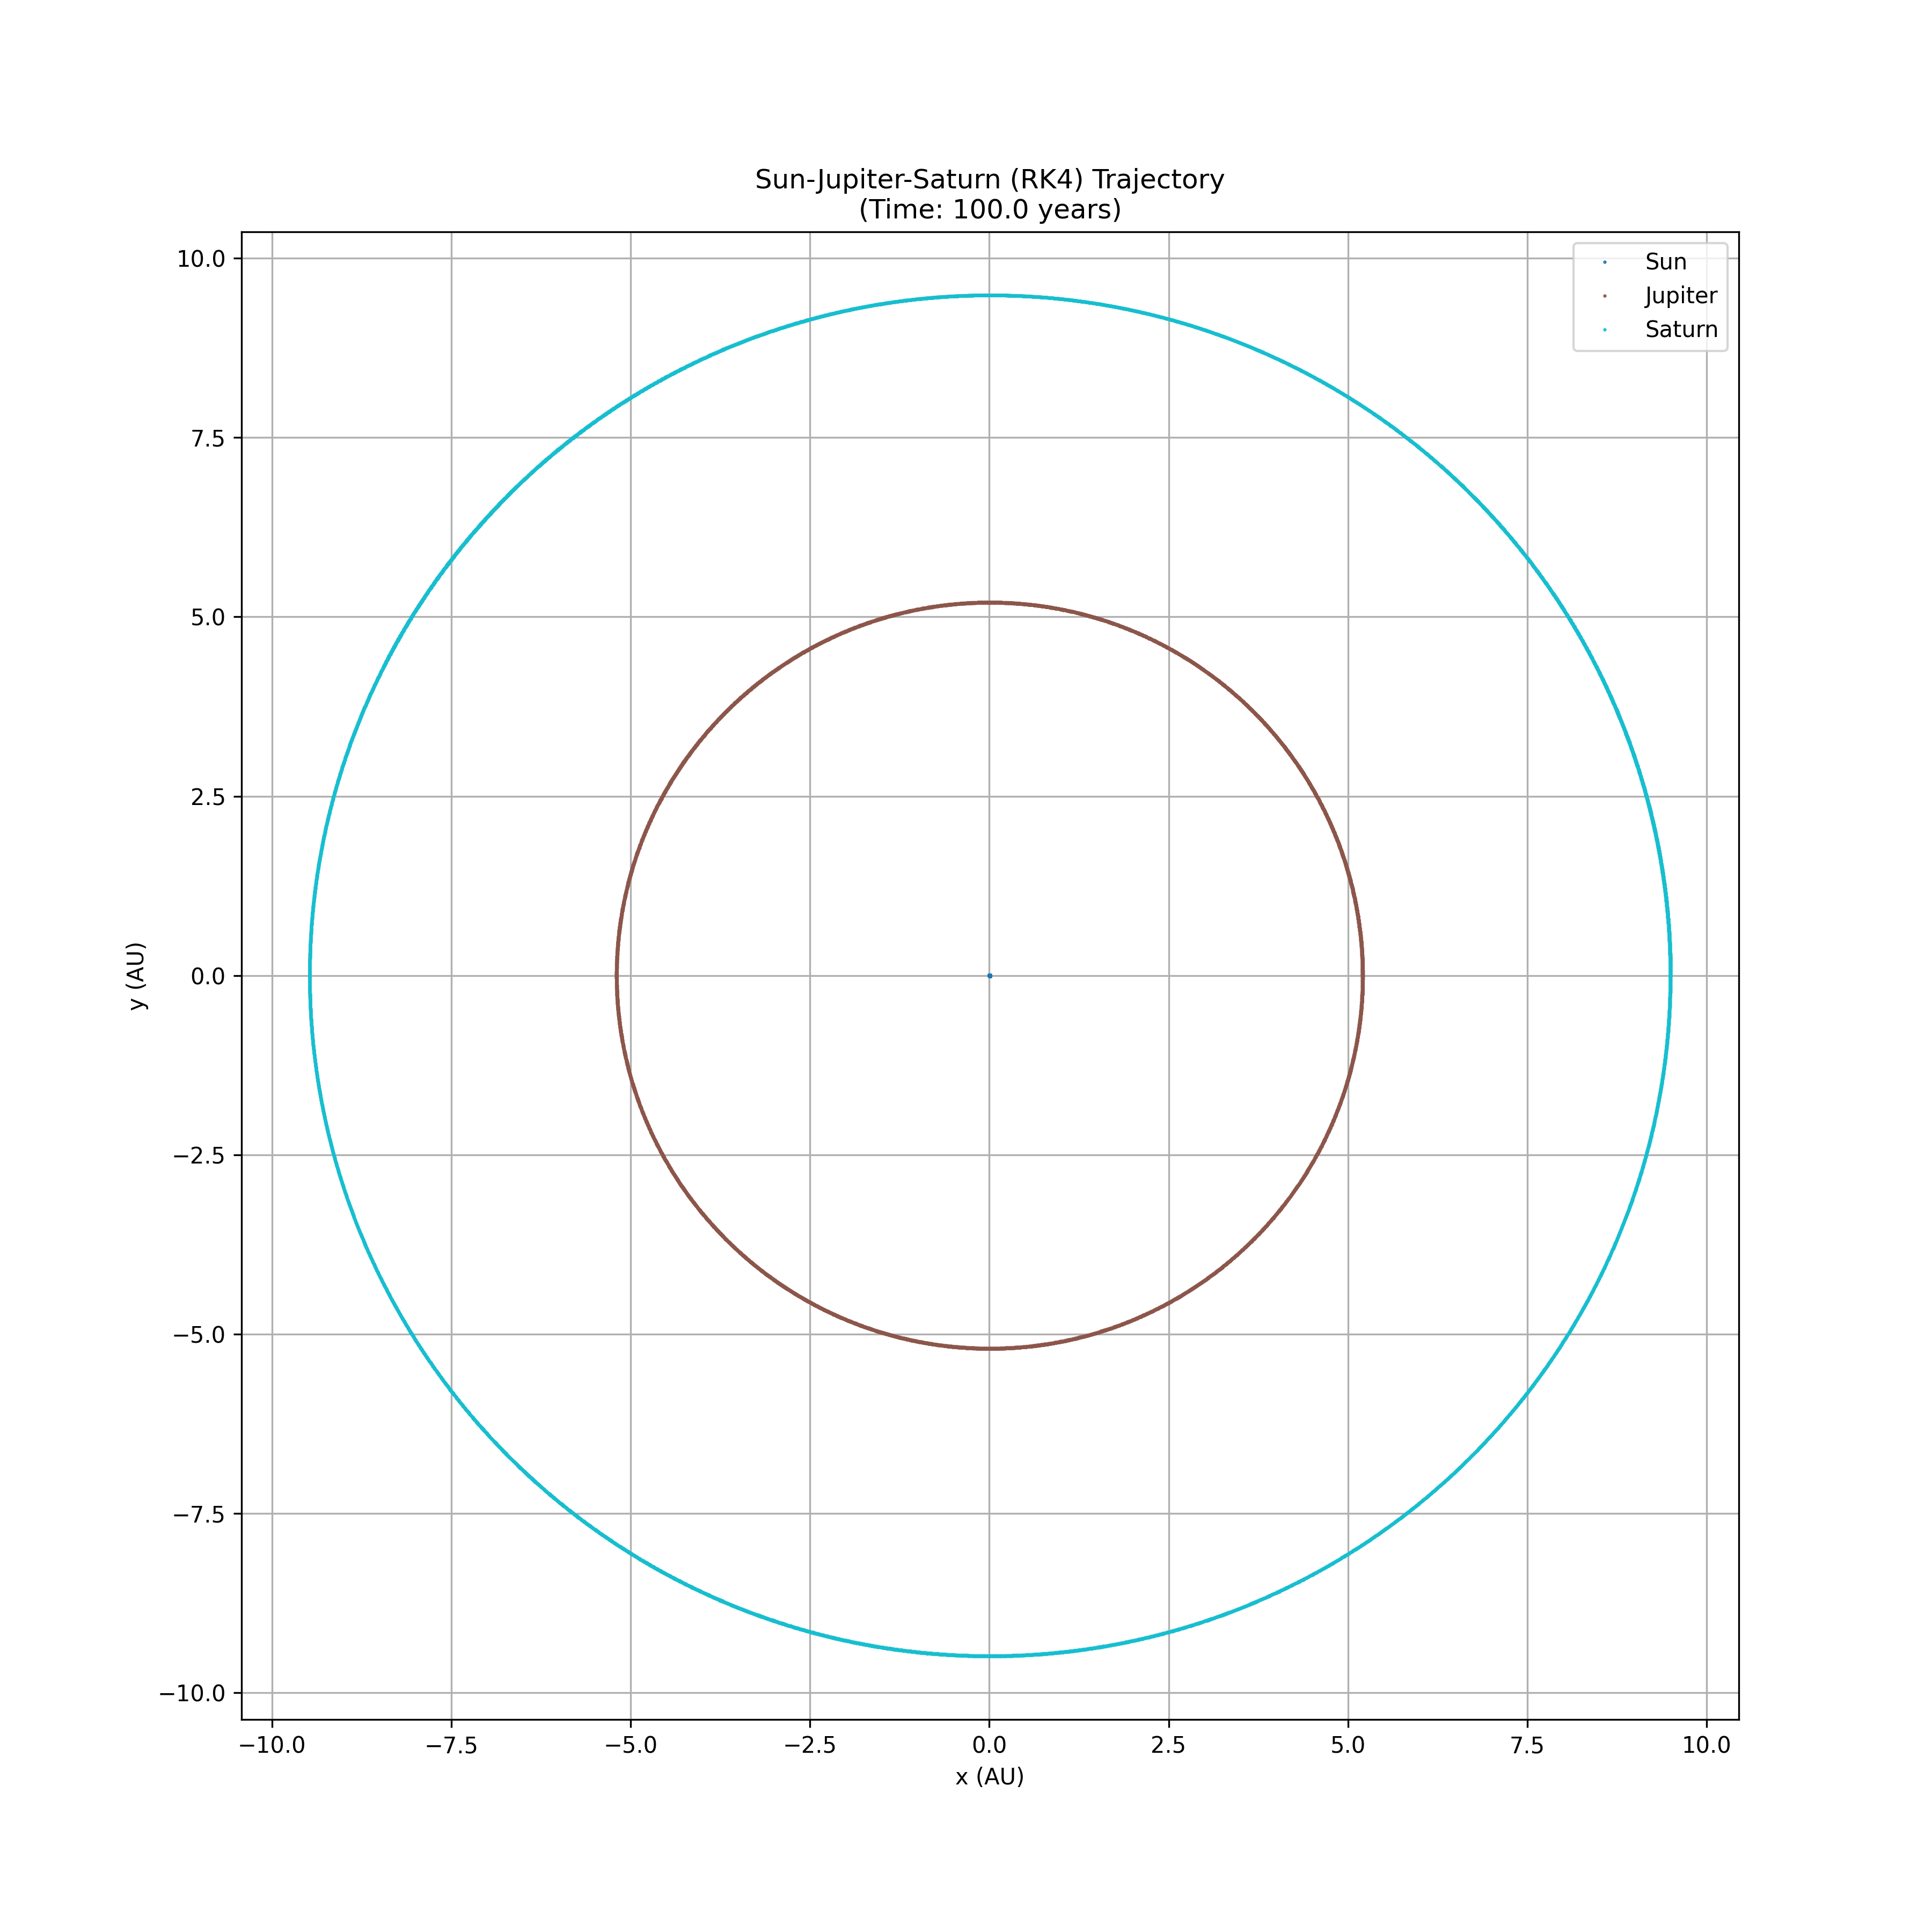 Sun-Jupiter-Saturn (RK4) Trajectory
(Time: 100.0 years)
Sun
Jupiter
Saturn
y (AU)
10.0
7.5
5.0
2.5
0.0
−2.5
−5.0
−7.5
−10.0
−10.0 −7.5 −5.0 −2.5 0.0 2.5 5.0 7.5 10.0
x (AU)